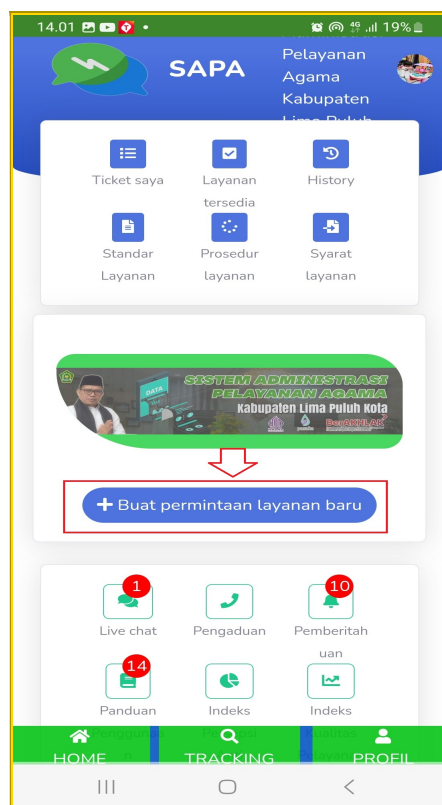 14.01
19%
SAPA
Pelayanan
Agama
Kabupaten
Lima Puluh
Ticket saya
Layanan
tersedia
History
Standar
Layanan
Prosedur
layanan
Syarat
layanan
DATA
SISTEM ADMINISTRASI
PELAYANAN AGAMA
Kabupaten Lima Puluh Kota
BerAKHLAK
+ Buat permintaan layanan baru
1
Live chat
Pengaduan
10
Pemberitah
uan
14
Panduan
Indeks
Indeks
HOME
TRACKING
PROFIL